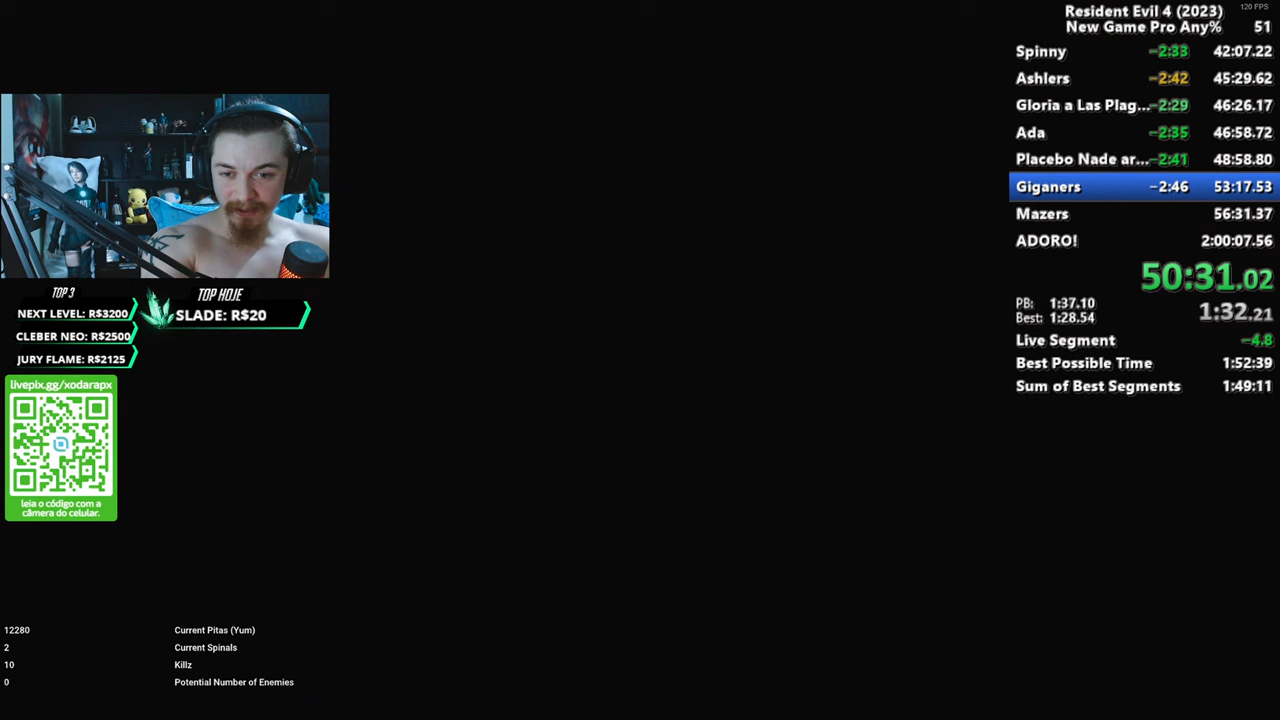 120 FPS
Resident Evil 4 (2023)
New Game Pro Any% 51
Spinny −2:33 42:07.22
Ashlers −2:42 45:29.62
Gloria a Las Plag... −2:29 46:26.17
Ada −2:35 46:58.72
Placebo Nade ar... −2:41 48:58.80
Giganers −2:46 53:17.53
Mazers 56:31.37
ADORO! 2:00:07.56
50:31.02
PB: 1:37.10
Best: 1:28.54
1:32.21
Live Segment −4.8
Best Possible Time 1:52:39
Sum of Best Segments 1:49:11
TOP 3
NEXT LEVEL: R$3200
CLEBER NEO: R$2500
JURY FLAME: R$2125
TOP HOJE
SLADE: R$20
livepix.gg/xodarapx
leia o código com a
câmera do celular.
12280 Current Pitas (Yum)
2 Current Spinals
10 Killz
0 Potential Number of Enemies